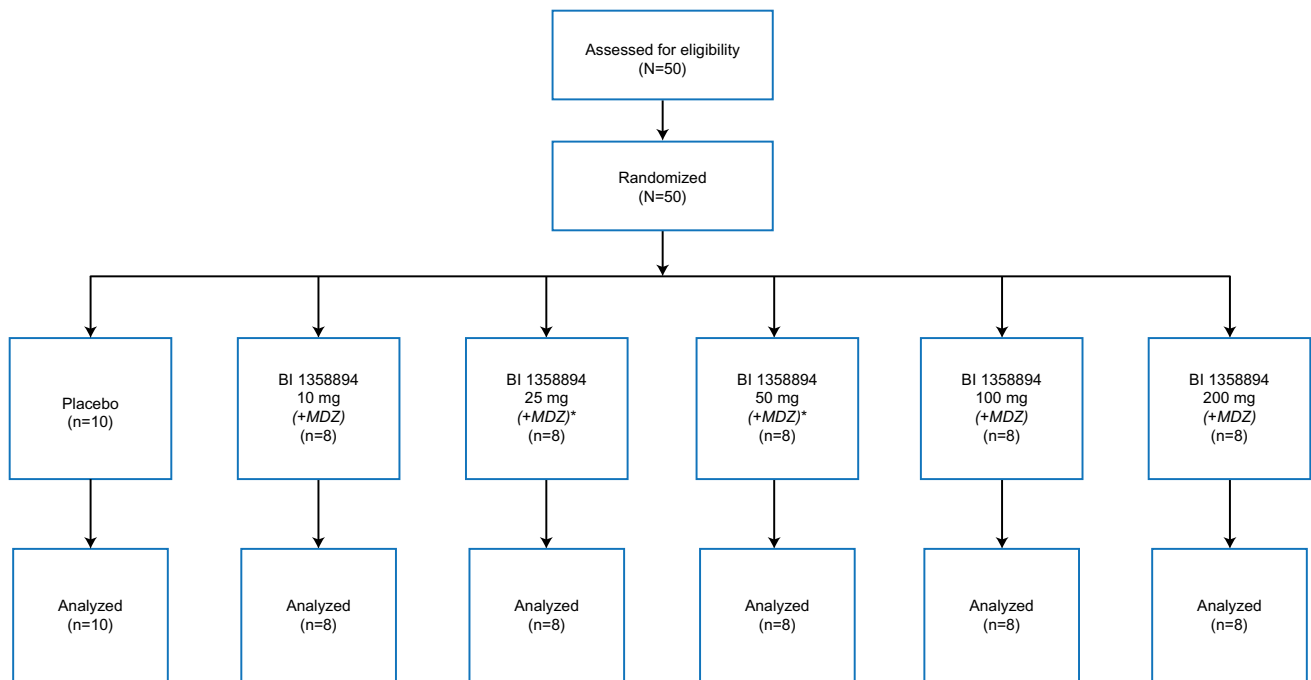 Assessed for eligibility
(N=50)
Randomized
(N=50)
Placebo
(n=10)
BI 1358894
10 mg
(+MDZ)
(n=8)
BI 1358894
25 mg
(+MDZ)*
(n=8)
BI 1358894
50 mg
(+MDZ)*
(n=8)
BI 1358894
100 mg
(+MDZ)
(n=8)
BI 1358894
200 mg
(+MDZ)
(n=8)
Analyzed
(n=10)
Analyzed
(n=8)
Analyzed
(n=8)
Analyzed
(n=8)
Analyzed
(n=8)
Analyzed
(n=8)